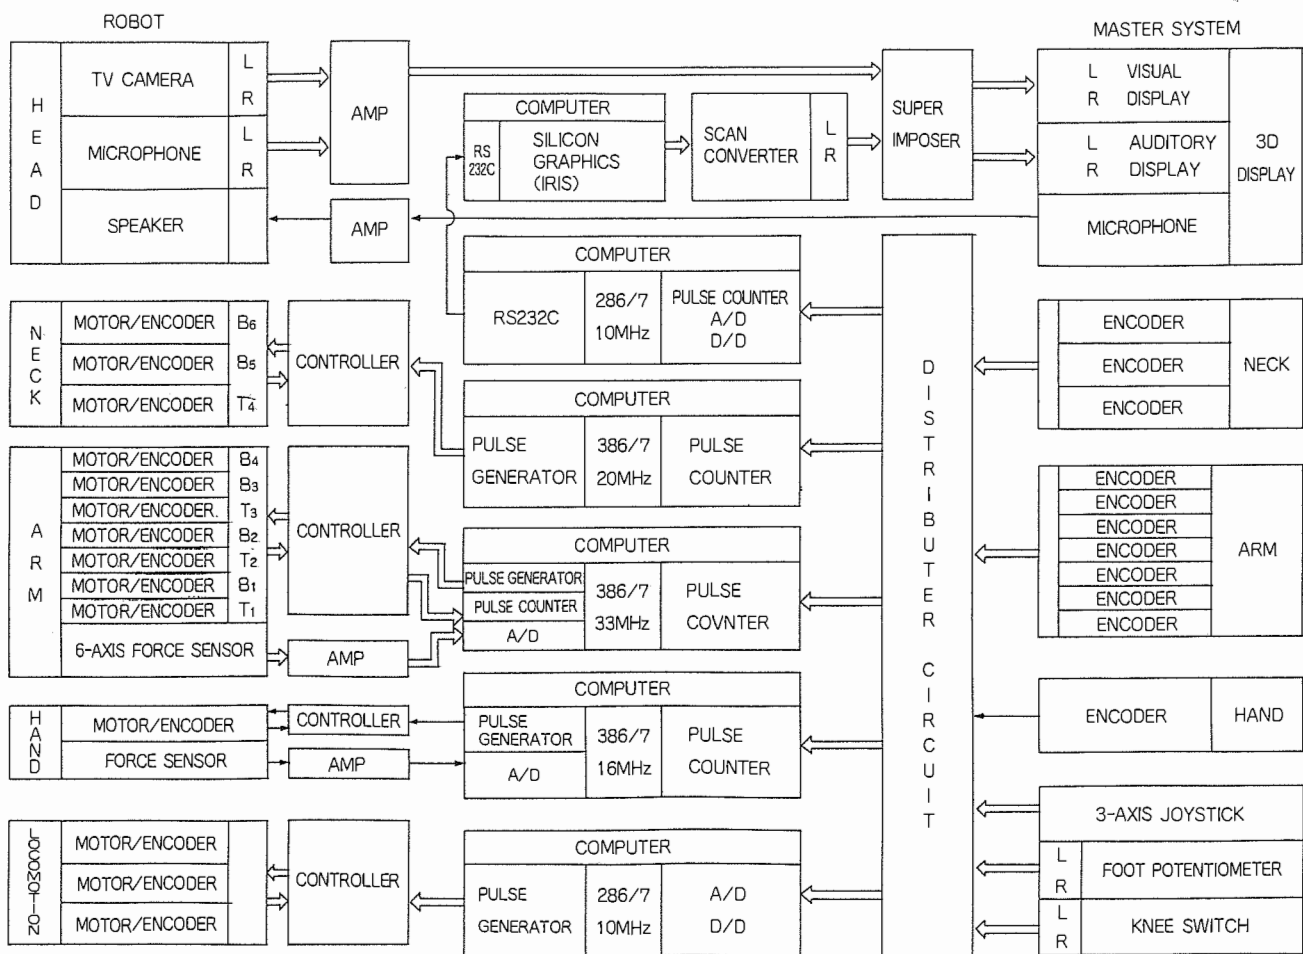 ROBOT
HEAD
TV CAMERA
L
R
MICROPHONE
L
R
SPEAKER
AMP
AMP
COMPUTER
RS
232C
SILICON
GRAPHICS
(IRIS)
SCAN
CONVERTER
L
R
SUPER
IMPOSER
MASTER SYSTEM
L VISUAL
R DISPLAY
L AUDITORY
R DISPLAY
MICROPHONE
3D
DISPLAY
COMPUTER
RS232C
286/7
10MHz
PULSE COUNTER
A/D
D/D
NECK
MOTOR/ENCODER B6
MOTOR/ENCODER B5
MOTOR/ENCODER T4
CONTROLLER
COMPUTER
PULSE
GENERATOR
386/7
20MHz
PULSE
COUNTER
DISTRIBUTER CIRCUIT
ENCODER
ENCODER
ENCODER
NECK
ARM
MOTOR/ENCODER B4
MOTOR/ENCODER B3
MOTOR/ENCODER. T3
MOTOR/ENCODER B2
MOTOR/ENCODER T2
MOTOR/ENCODER B1
MOTOR/ENCODER T1
6-AXIS FORCE SENSOR
CONTROLLER
AMP
COMPUTER
PULSE GENERATOR
PULSE COUNTER
A/D
386/7
33MHz
PULSE
COVNTER
ENCODER
ENCODER
ENCODER
ENCODER
ENCODER
ENCODER
ENCODER
ARM
HAND
MOTOR/ENCODER
FORCE SENSOR
CONTROLLER
AMP
COMPUTER
PULSE
GENERATOR
A/D
386/7
16MHz
PULSE
COUNTER
ENCODER
HAND
LOCOMOTION
MOTOR/ENCODER
MOTOR/ENCODER
MOTOR/ENCODER
CONTROLLER
COMPUTER
PULSE
GENERATOR
286/7
10MHz
A/D
D/D
3-AXIS JOYSTICK
L
R
FOOT POTENTIOMETER
L
R
KNEE SWITCH